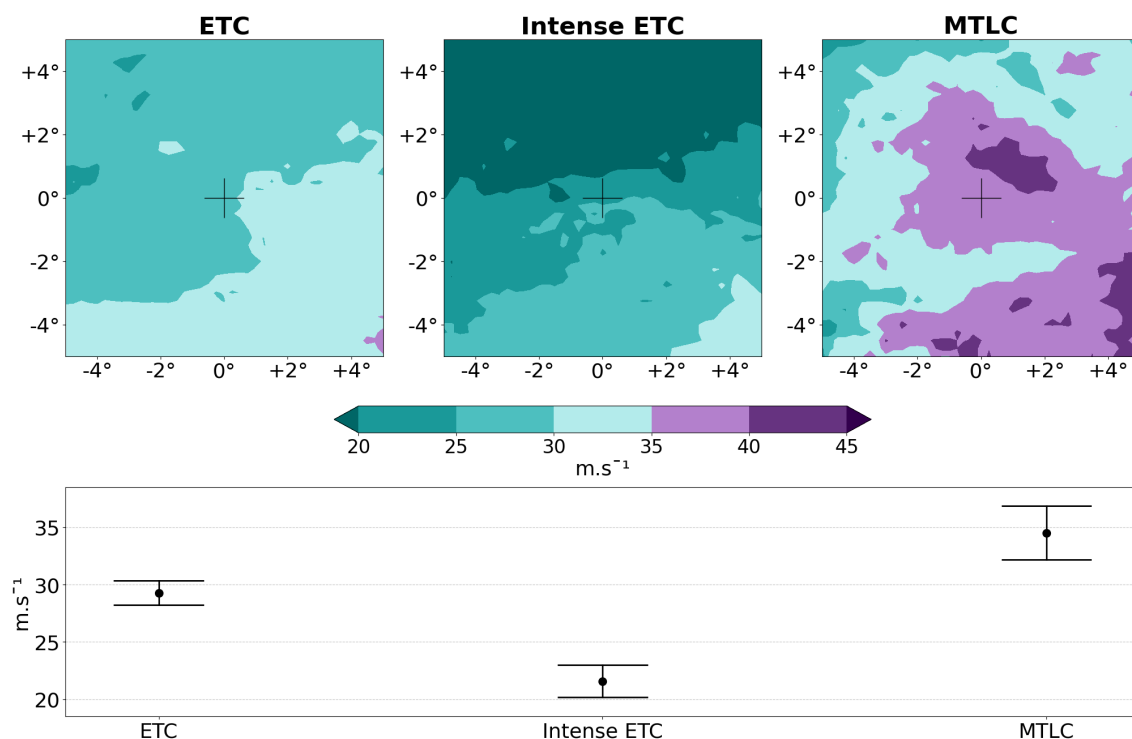 ETC Intense ETC MTLC
+4° +4° +4°
+2° +2° +2°
0° 0° 0°
-2° -2° -2°
-4° -4° -4°
-4° -2° 0° +2° +4° -4° -2° 0° +2° +4° -4° -2° 0° +2° +4°
20 25 30 35 40 45
m.s⁻¹
35
30
25
20
m.s⁻¹
ETC Intense ETC MTLC